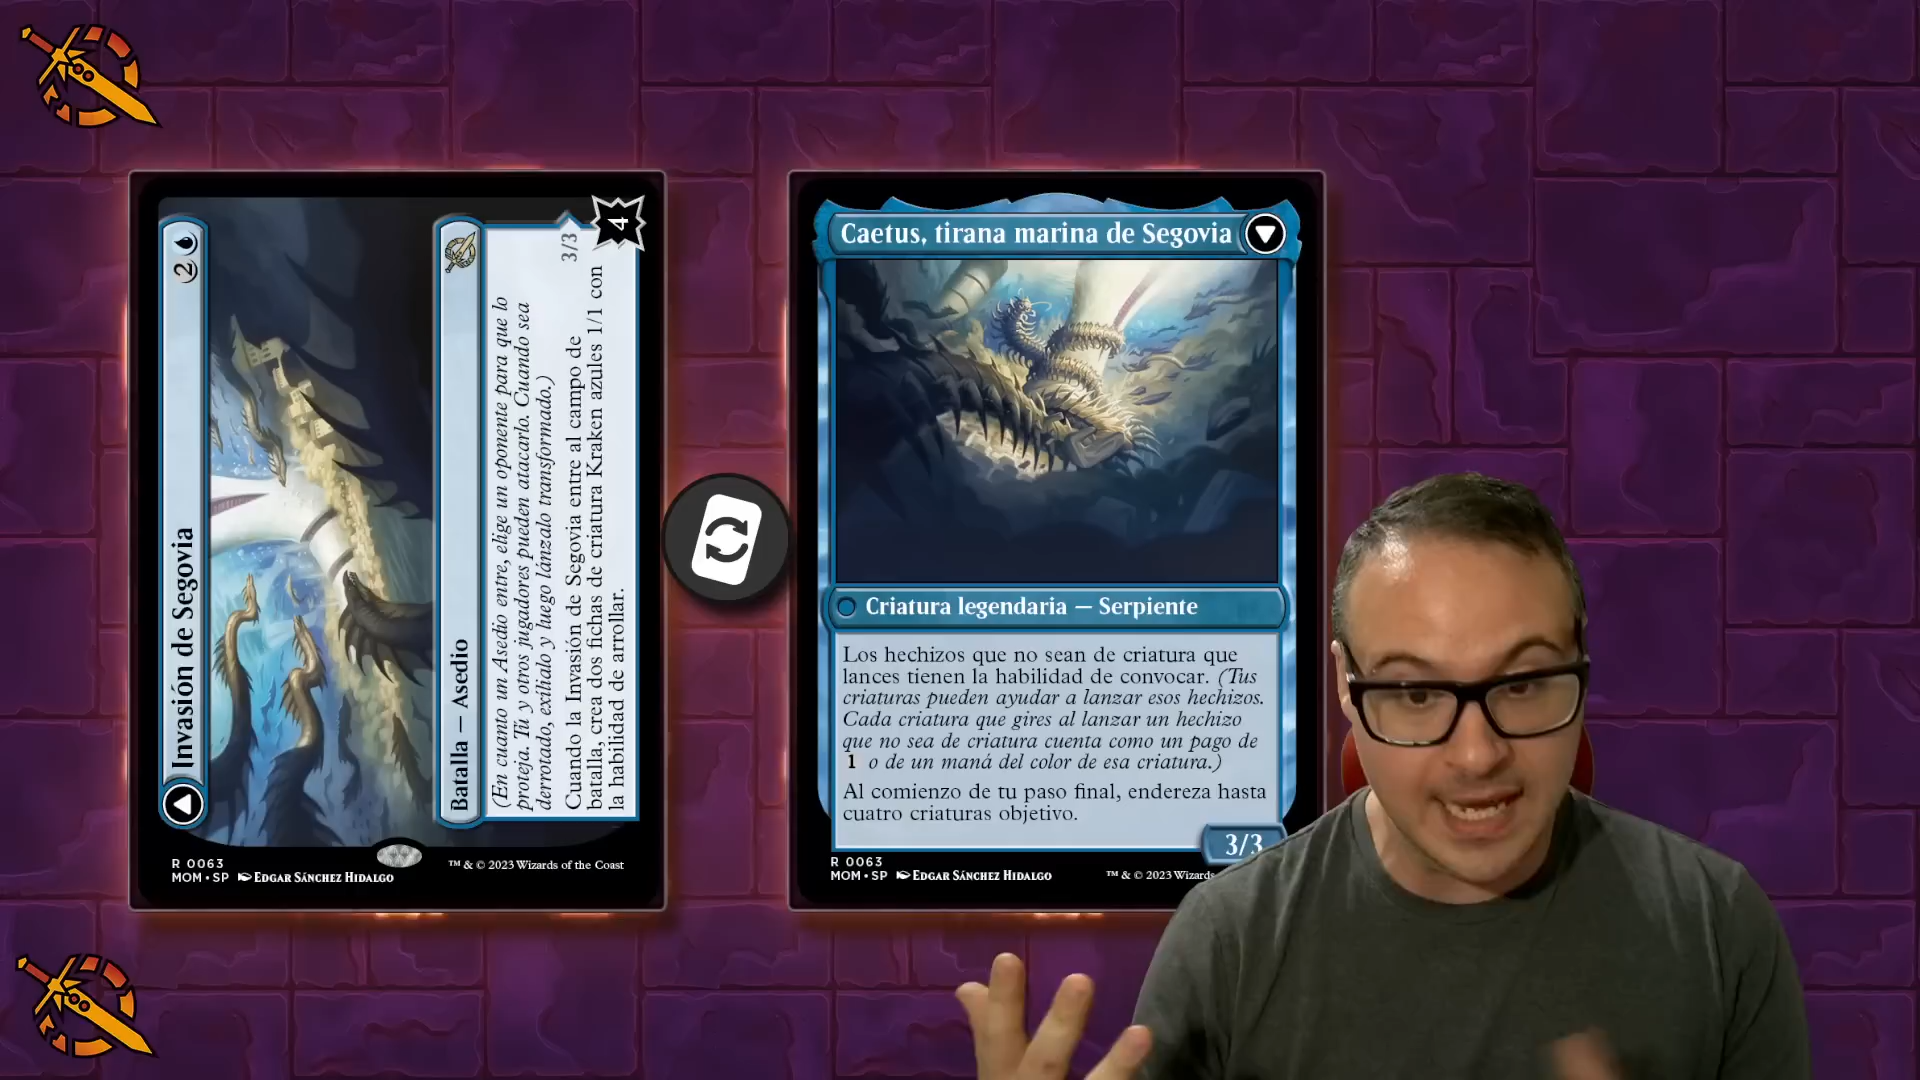 Invasión de Segovia
2
Batalla — Asedio
(En cuanto un Asedio entre, elige un oponente para que lo
proteja. Tú y otros jugadores pueden atacarlo. Cuando sea
derrotado, exílialo y luego lánzalo transformado.)
Cuando la Invasión de Segovia entre al campo de
batalla, crea dos fichas de criatura Kraken azules 1/1 con
la habilidad de arrollar.
3/3
4
R 0063
MOM • SP EDGAR SÁNCHEZ HIDALGO
™ & © 2023 Wizards of the Coast
Caetus, tirana marina de Segovia
Criatura legendaria — Serpiente
Los hechizos que no sean de criatura que
lances tienen la habilidad de convocar. (Tus
criaturas pueden ayudar a lanzar esos hechizos.
Cada criatura que gires al lanzar un hechizo
que no sea de criatura cuenta como un pago de
1 o de un maná del color de esa criatura.)
Al comienzo de tu paso final, endereza hasta
cuatro criaturas objetivo.
3/3
R 0063
MOM • SP EDGAR SÁNCHEZ HIDALGO
™ & © 2023 Wizards